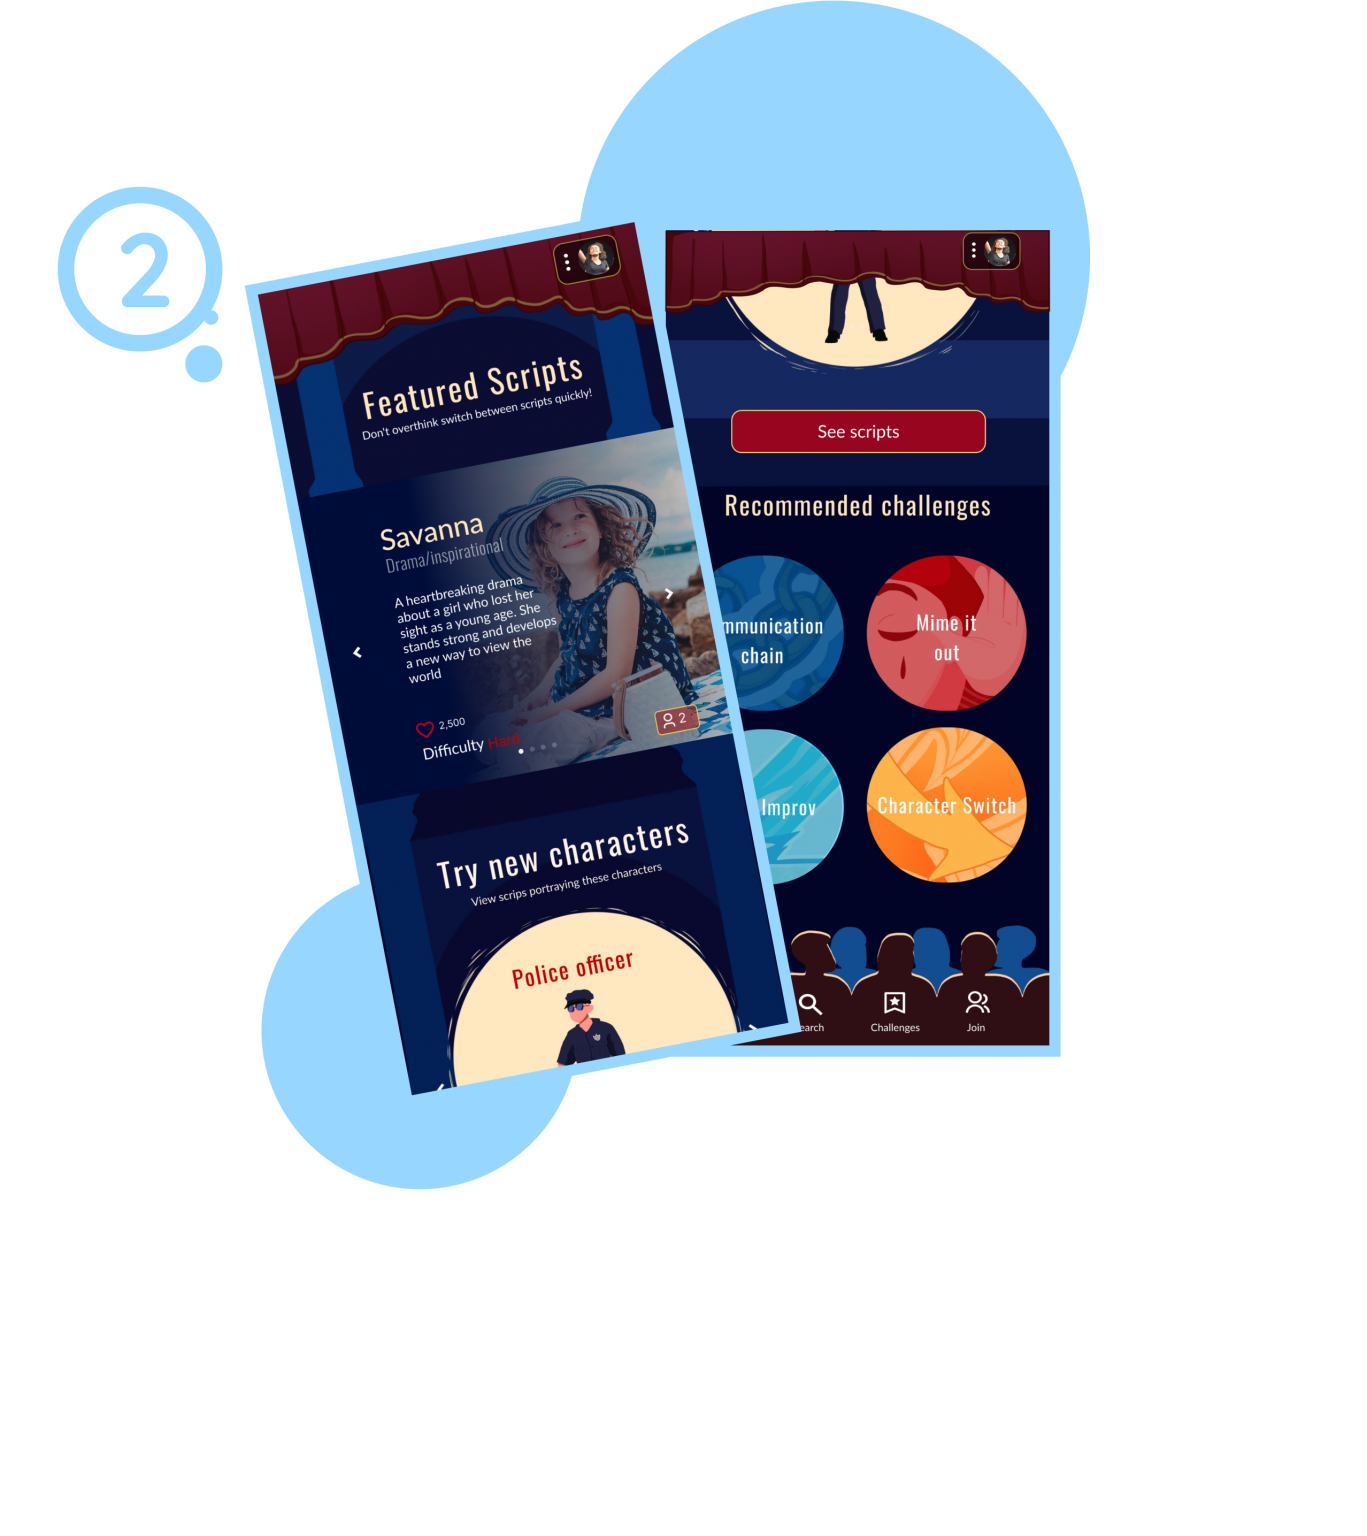 2
Featured Scripts
Don't overthink switch between scripts quickly!
Savanna
Drama/inspirational
A heartbreaking drama
about a girl who lost her
sight as a young age. She
stands strong and develops
a new way to view the
world
2,500
Difficulty Hard
2
Try new characters
View scrips portraying these characters
Police officer
See scripts
Recommended challenges
mmunication
chain
Mime it
out
Improv
Character Switch
earch
Challenges
Join